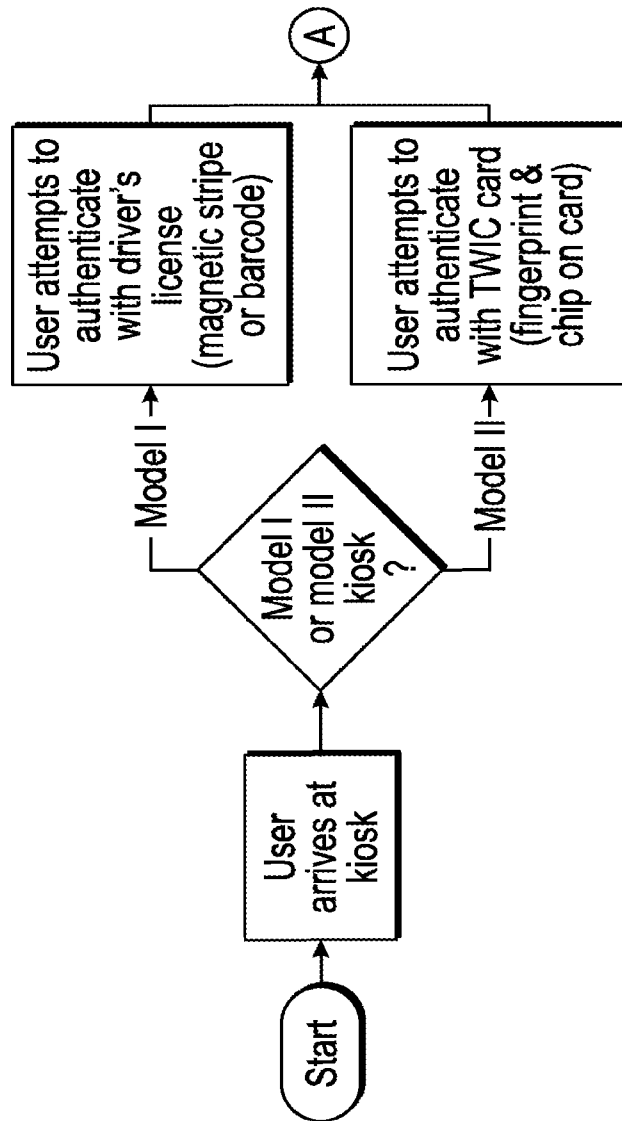 Start
User
arrives at
kiosk
Model I
or model II
kiosk
?
Model I
User attempts to
authenticate
with driver's
license
(magnetic stripe
or barcode)
Model II
User attempts to
authenticate
with TWIC card
(fingerprint &
chip on card)
A